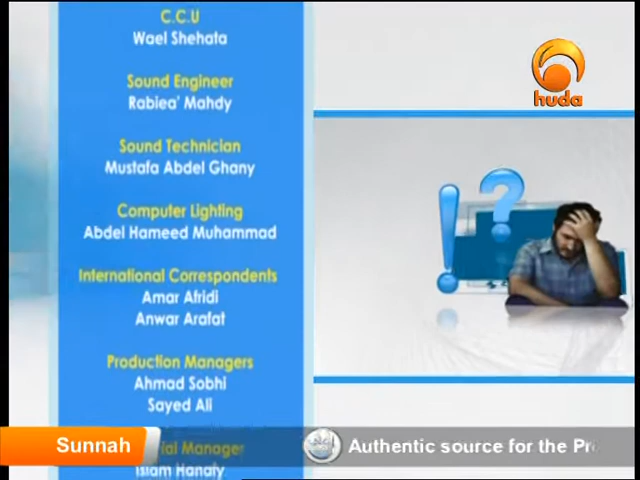 C.C.U
Wael Shehata
Sound Engineer
Rabiea' Mahdy
Sound Technician
Mustafa Abdel Ghany
Computer Lighting
Abdel Hameed Muhammad
International Correspondents
Amar Afridi
Anwar Arafat
Production Managers
Ahmad Sobhi
Sayed Ali
Manager
Islam Hanafy
huda
!?
Sunnah
Authentic source for the